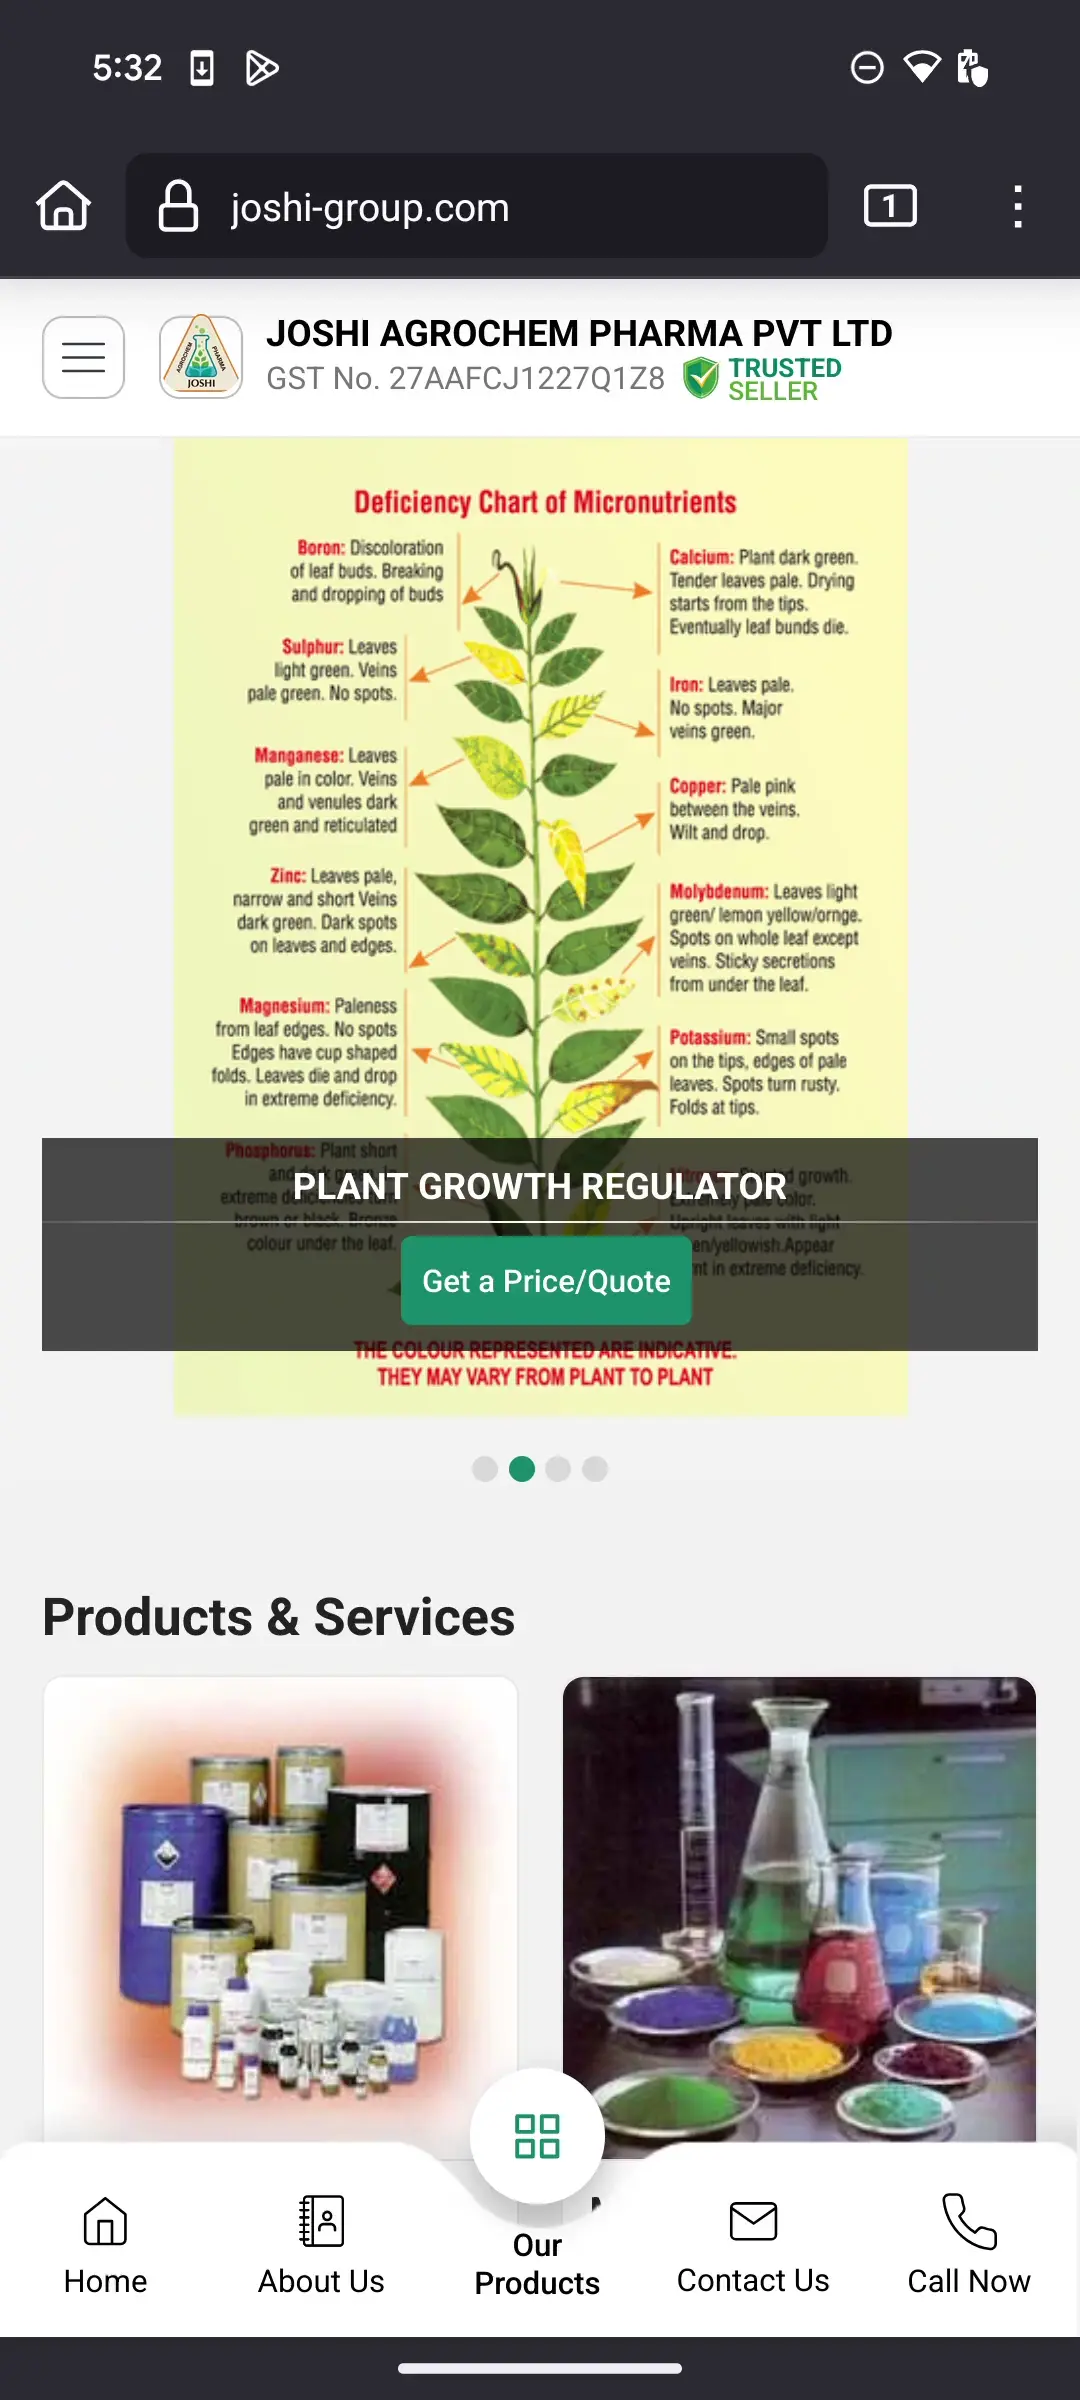 5:32
joshi-group.com
1
JOSHI AGROCHEM PHARMA PVT LTD
GST No. 27AAFCJ1227Q1Z8
TRUSTED
SELLER
AGROCHEM
PHARMA
JOSHI
Deficiency Chart of Micronutrients
Boron: Discoloration
of leaf buds. Breaking
and dropping of buds
Sulphur: Leaves
light green. Veins
pale green. No spots.
Manganese: Leaves
pale in color. Veins
and venules dark
green and reticulated
Zinc: Leaves pale,
narrow and short Veins
dark green. Dark spots
on leaves and edges.
Magnesium: Paleness
from leaf edges. No spots
Edges have cup shaped
folds. Leaves die and drop
in extreme deficiency.
Phosphorus: Plant short
and dark green. In
extreme deficiencies turn
brown or black. Bronze
colour under the leaf.
Calcium: Plant dark green.
Tender leaves pale. Drying
starts from the tips.
Eventually leaf bunds die.
Iron: Leaves pale.
No spots. Major
veins green.
Copper: Pale pink
between the veins.
Wilt and drop.
Molybdenum: Leaves light
green/ lemon yellow/ornge.
Spots on whole leaf except
veins. Sticky secretions
from under the leaf.
Potassium: Small spots
on the tips, edges of pale
leaves. Spots turn rusty.
Folds at tips.
Nitrogen: Stunted growth.
Extremely pale color.
Upright leaves with light
en/yellowish.Appear
nt in extreme deficiency.
PLANT GROWTH REGULATOR
Get a Price/Quote
THE COLOUR REPRESENTED ARE INDICATIVE.
THEY MAY VARY FROM PLANT TO PLANT
Products & Services
Home
About Us
Our
Products
Contact Us
Call Now